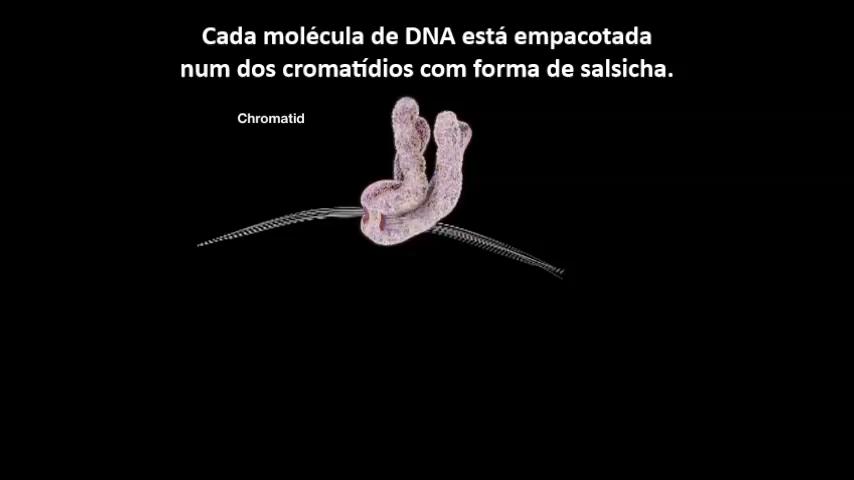 Cada molécula de DNA está empacotada
num dos cromatídios com forma de salsicha.
Chromatid